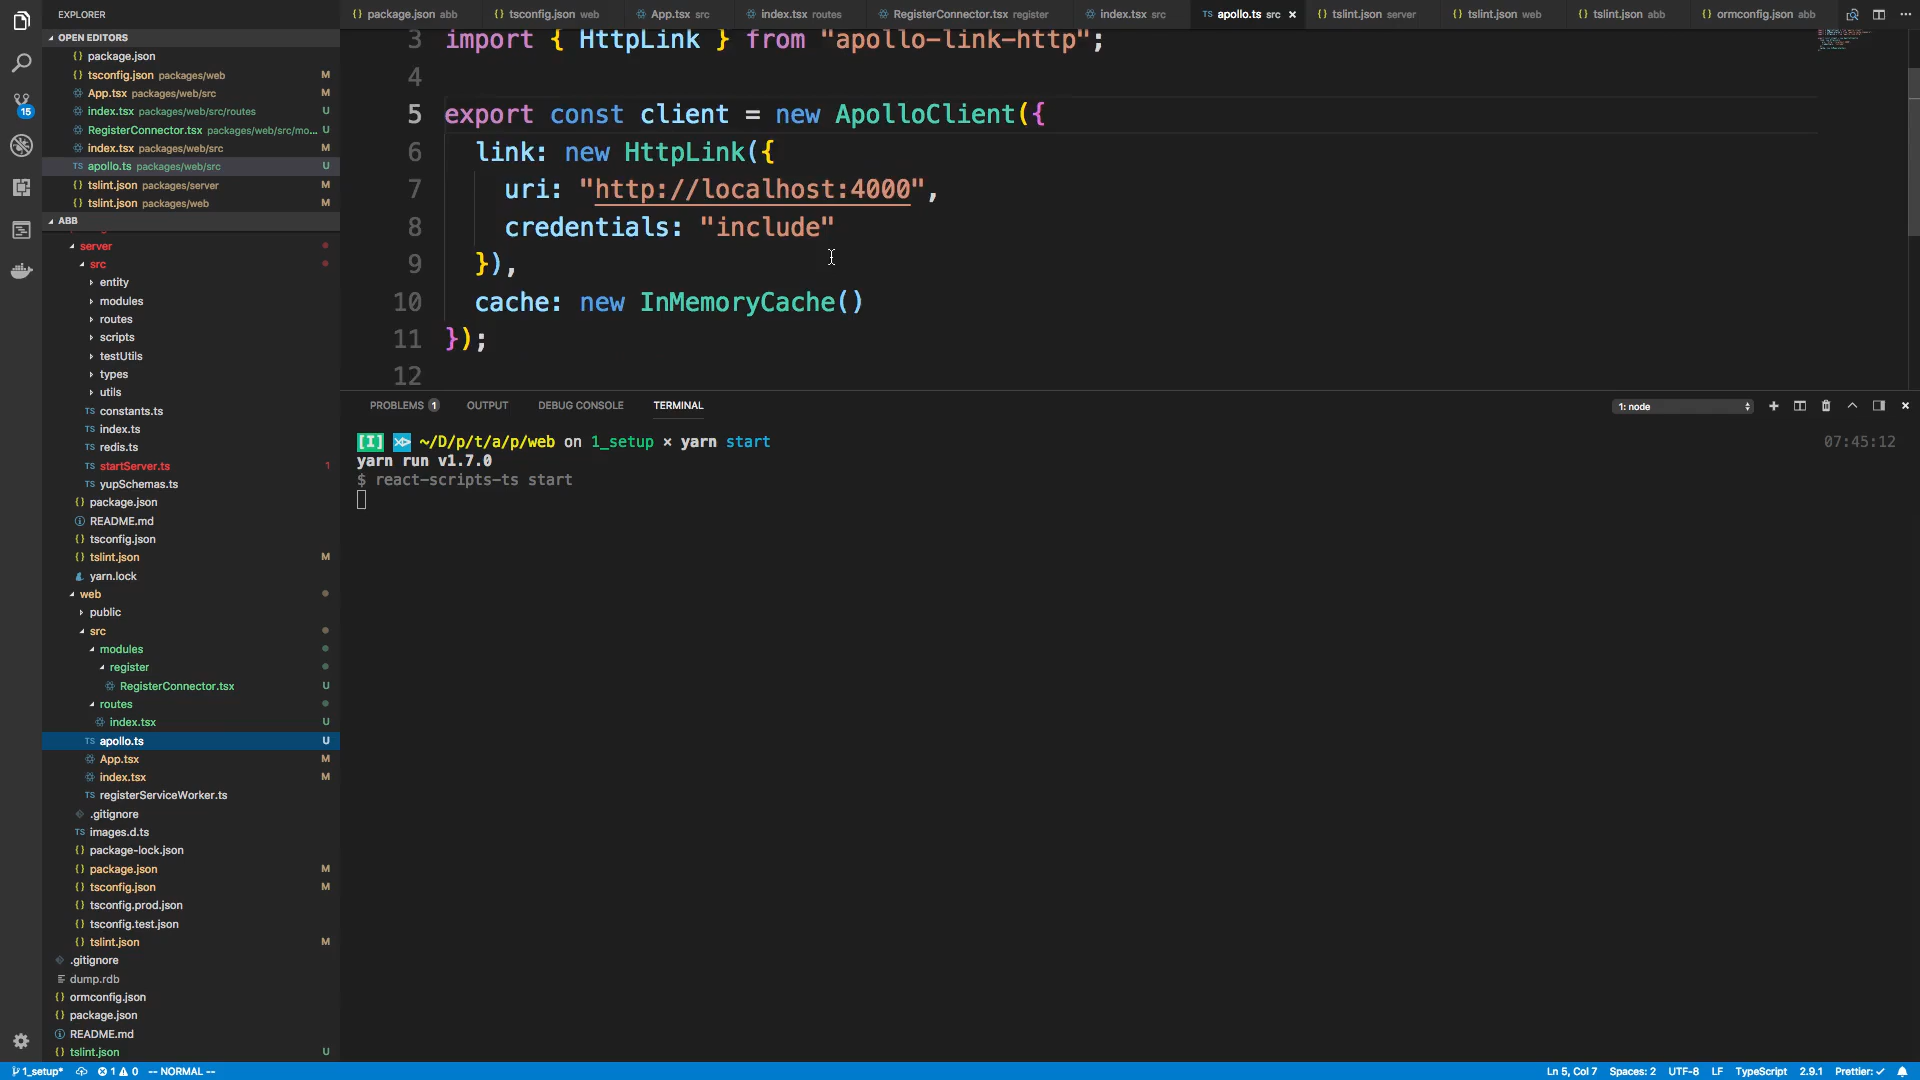 EXPLORER
OPEN EDITORS
package.json
tsconfig.json packages/web M
App.tsx packages/web/src M
index.tsx packages/web/src/routes U
RegisterConnector.tsx packages/web/src/mo... U
index.tsx packages/web/src M
apollo.ts packages/web/src U
tslint.json packages/server M
tslint.json packages/web M
ABB
server
src
entity
modules
routes
scripts
testUtils
types
utils
constants.ts
index.ts
redis.ts
startServer.ts 1
yupSchemas.ts
package.json
README.md
tsconfig.json
tslint.json M
yarn.lock
web
public
src
modules
register
RegisterConnector.tsx U
routes
index.tsx U
apollo.ts U
App.tsx M
index.tsx M
registerServiceWorker.ts
.gitignore
images.d.ts
package-lock.json
package.json M
tsconfig.json M
tsconfig.prod.json
tsconfig.test.json
tslint.json M
.gitignore
dump.rdb
ormconfig.json
package.json
README.md
tslint.json U
15
package.json abb tsconfig.json web App.tsx src index.tsx routes RegisterConnector.tsx register index.tsx src apollo.ts src × tslint.json server tslint.json web tslint.json abb ormconfig.json abb
3 import { HttpLink } from "apollo-link-http";
4
5 export const client = new ApolloClient({
6 link: new HttpLink({
7 uri: "http://localhost:4000",
8 credentials: "include"
9 }),
10 cache: new InMemoryCache()
11 });
12
PROBLEMS 1 OUTPUT DEBUG CONSOLE TERMINAL 1: node
[I] ~/D/p/t/a/p/web on 1_setup × yarn start 07:45:12
yarn run v1.7.0
$ react-scripts-ts start
1_setup* 1 0 -- NORMAL -- Ln 5, Col 7 Spaces: 2 UTF-8 LF TypeScript 2.9.1 Prettier: ✓